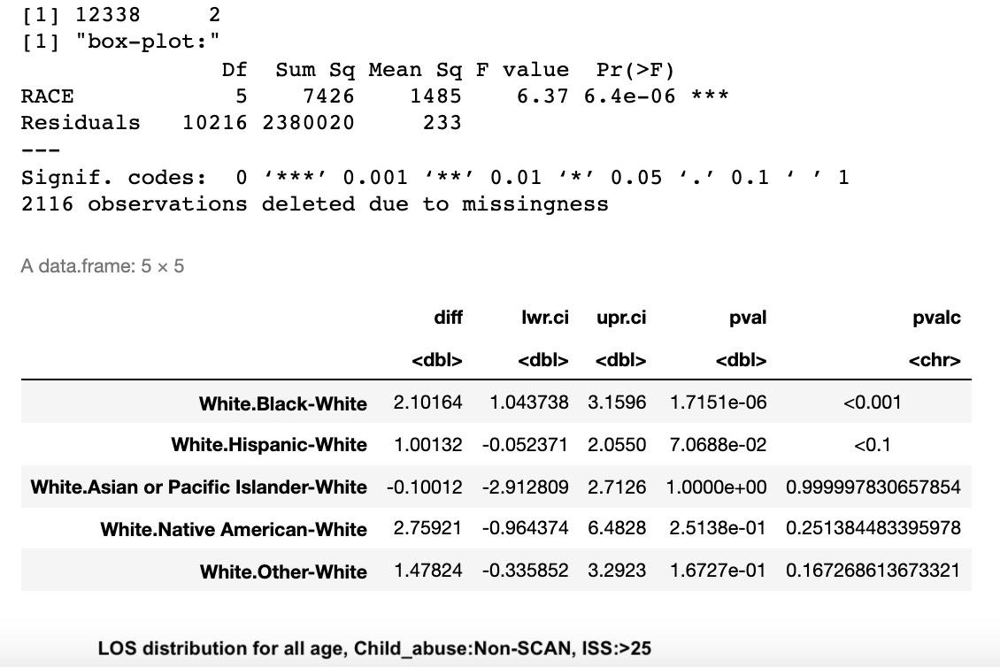 [1] 12338 2
[1] "box-plot:"
Df Sum Sq Mean Sq F value Pr(>F)
RACE 5 7426 1485 6.37 6.4e-06 ***
Residuals 10216 2380020 233
---
Signif. codes: 0 ‘***’ 0.001 ‘**’ 0.01 ‘*’ 0.05 ‘.’ 0.1 ‘ ’ 1
2116 observations deleted due to missingness
A data.frame: 5 × 5
diff lwr.ci upr.ci pval pvalc
<dbl> <dbl> <dbl> <dbl> <chr>
White.Black-White 2.10164 1.043738 3.1596 1.7151e-06 <0.001
White.Hispanic-White 1.00132 -0.052371 2.0550 7.0688e-02 <0.1
White.Asian or Pacific Islander-White -0.10012 -2.912809 2.7126 1.0000e+00 0.999997830657854
White.Native American-White 2.75921 -0.964374 6.4828 2.5138e-01 0.251384483395978
White.Other-White 1.47824 -0.335852 3.2923 1.6727e-01 0.167268613673321
LOS distribution for all age, Child_abuse:Non-SCAN, ISS:>25